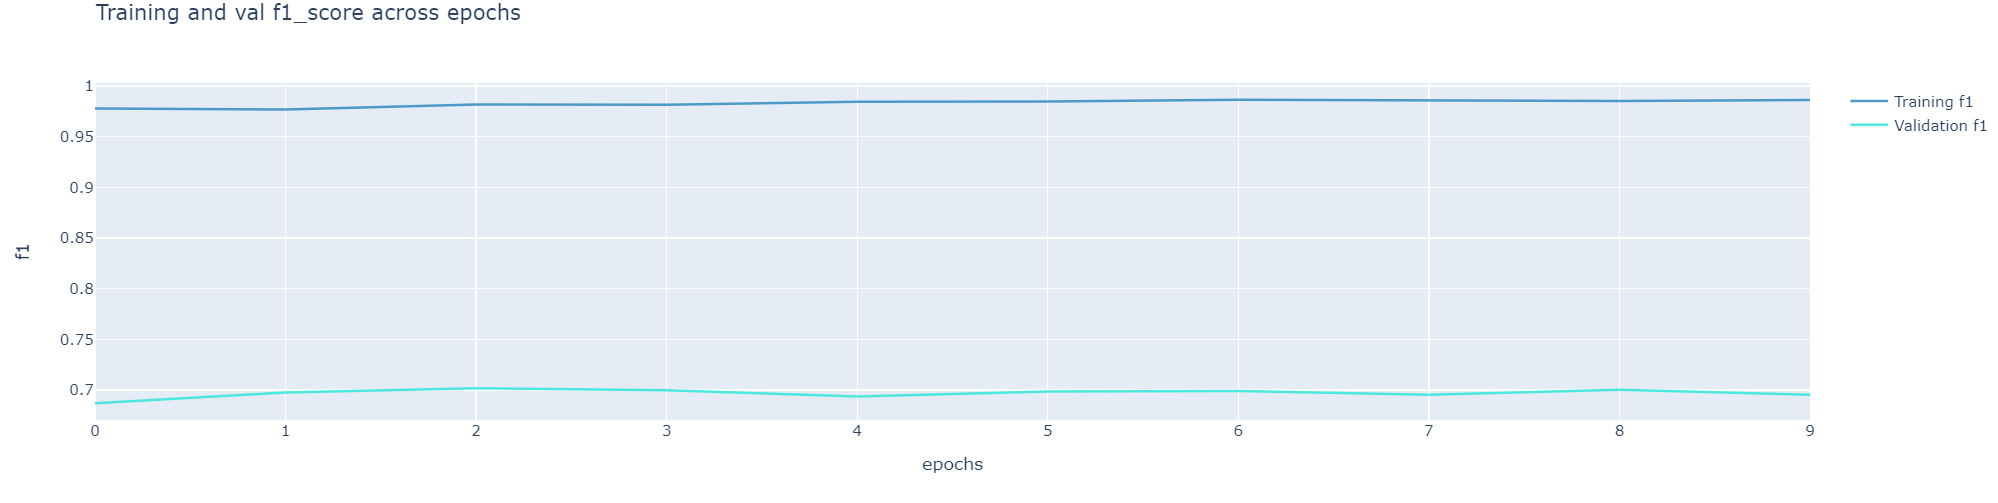 Training and val f1_score across epochs
1
0.95
0.9
0.85
0.8
0.75
0.7
f1
0 1 2 3 4 5 6 7 8 9
epochs
Training f1
Validation f1